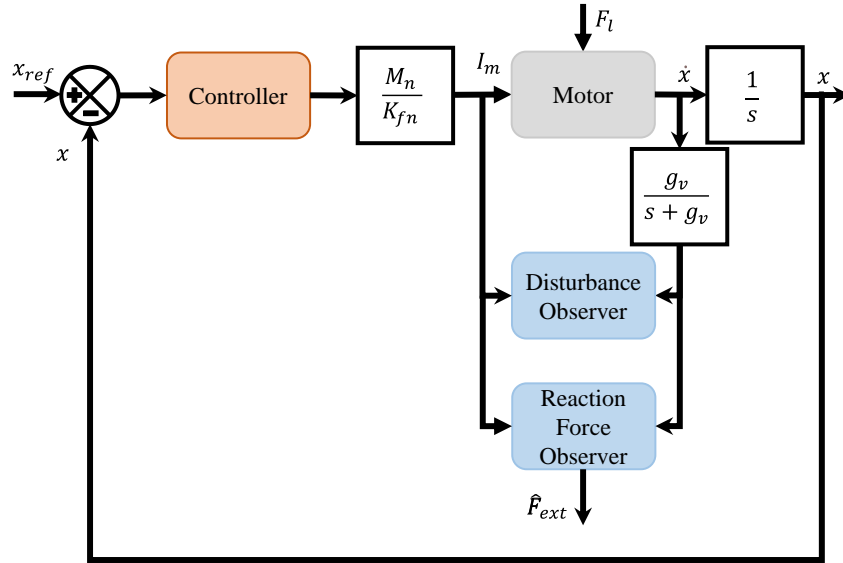 F_l
x_ref
+
−
x
Controller
M_n
K_fn
I_m
Motor
ẋ
1
s
x
g_v
s + g_v
Disturbance
Observer
Reaction
Force
Observer
F̂_ext